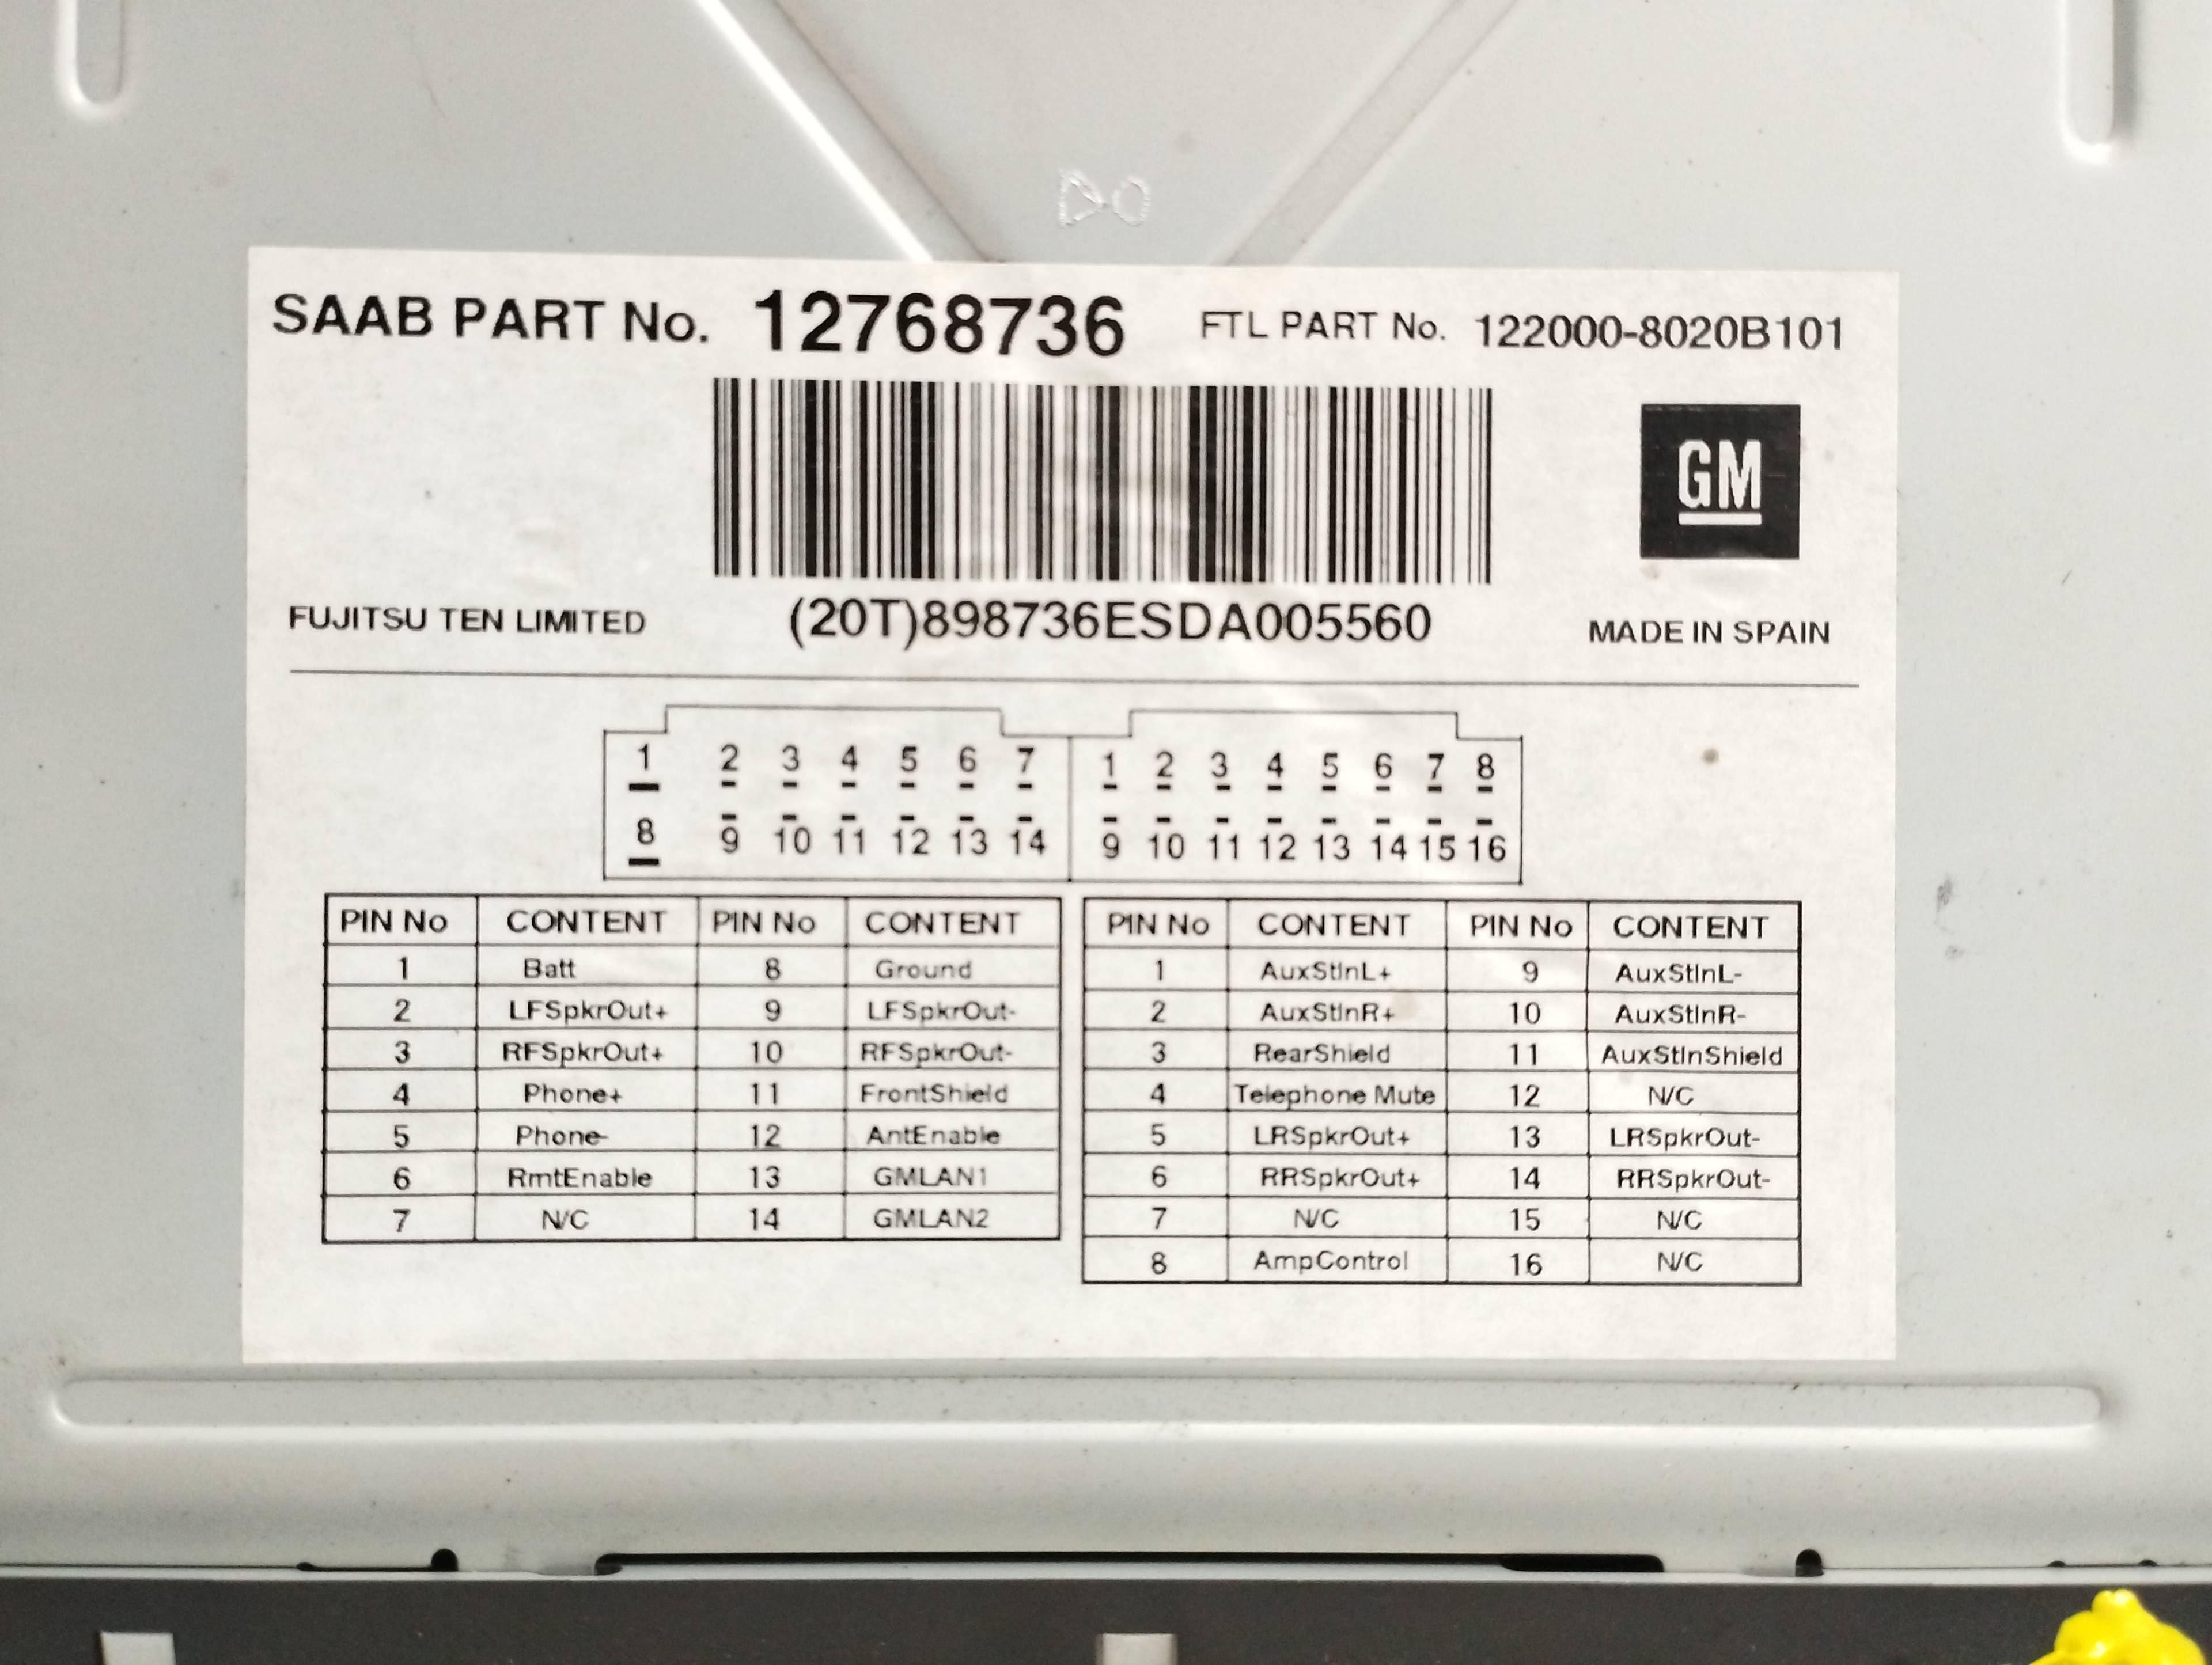 SAAB PART No. 12768736 FTL PART No. 122000-8020B101
GM
FUJITSU TEN LIMITED (20T)898736ESDA005560 MADE IN SPAIN
1 2 3 4 5 6 7 1 2 3 4 5 6 7 8
8 9 10 11 12 13 14 9 10 11 12 13 14 15 16
PIN No CONTENT PIN No CONTENT PIN No CONTENT PIN No CONTENT
1 Batt 8 Ground 1 AuxStInL+ 9 AuxStInL-
2 LFSpkrOut+ 9 LFSpkrOut- 2 AuxStInR+ 10 AuxStInR-
3 RFSpkrOut+ 10 RFSpkrOut- 3 RearShield 11 AuxStInShield
4 Phone+ 11 FrontShield 4 Telephone Mute 12 N/C
5 Phone- 12 AntEnable 5 LRSpkrOut+ 13 LRSpkrOut-
6 RmtEnable 13 GMLAN1 6 RRSpkrOut+ 14 RRSpkrOut-
7 N/C 14 GMLAN2 7 N/C 15 N/C
8 AmpControl 16 N/C